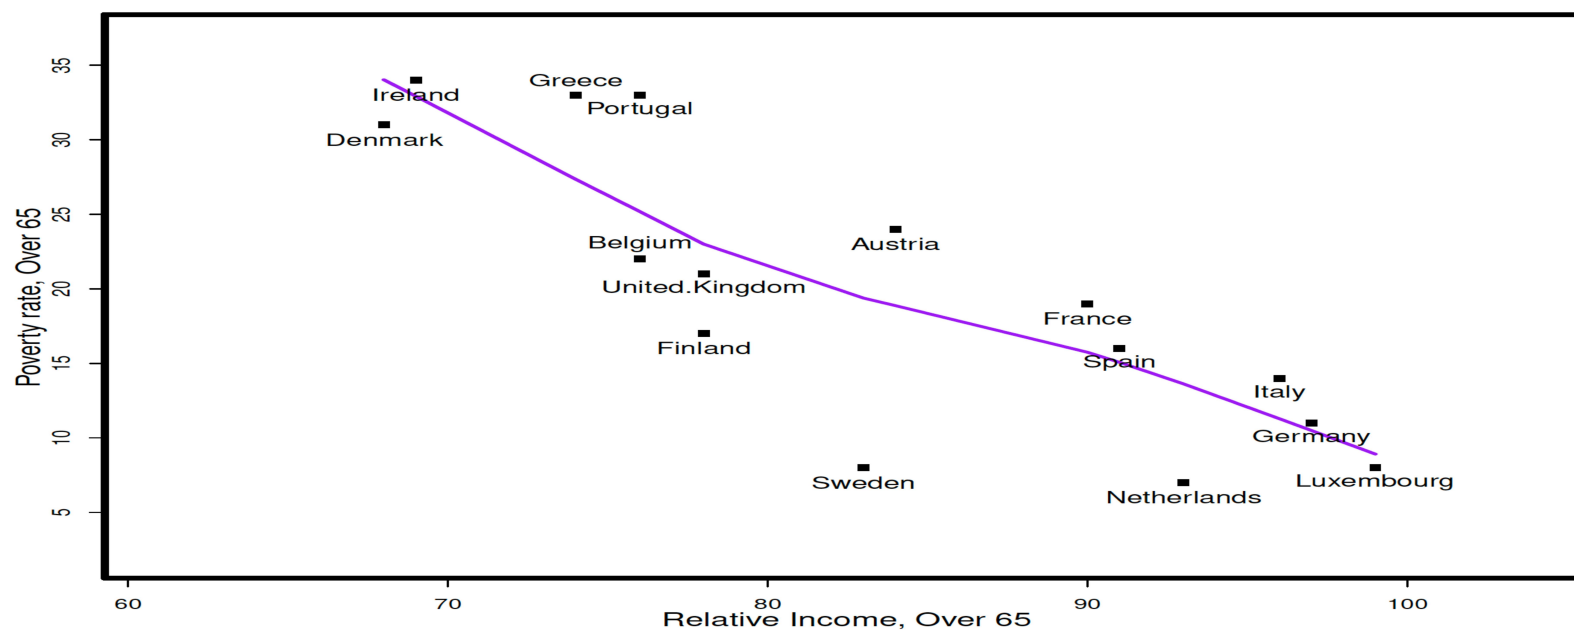 Poverty rate, Over 65
35
30
25
20
15
10
5
Ireland
Greece
Portugal
Denmark
Belgium
Austria
United.Kingdom
France
Finland
Spain
Italy
Germany
Sweden
Luxembourg
Netherlands
60
70
80
90
100
Relative Income, Over 65